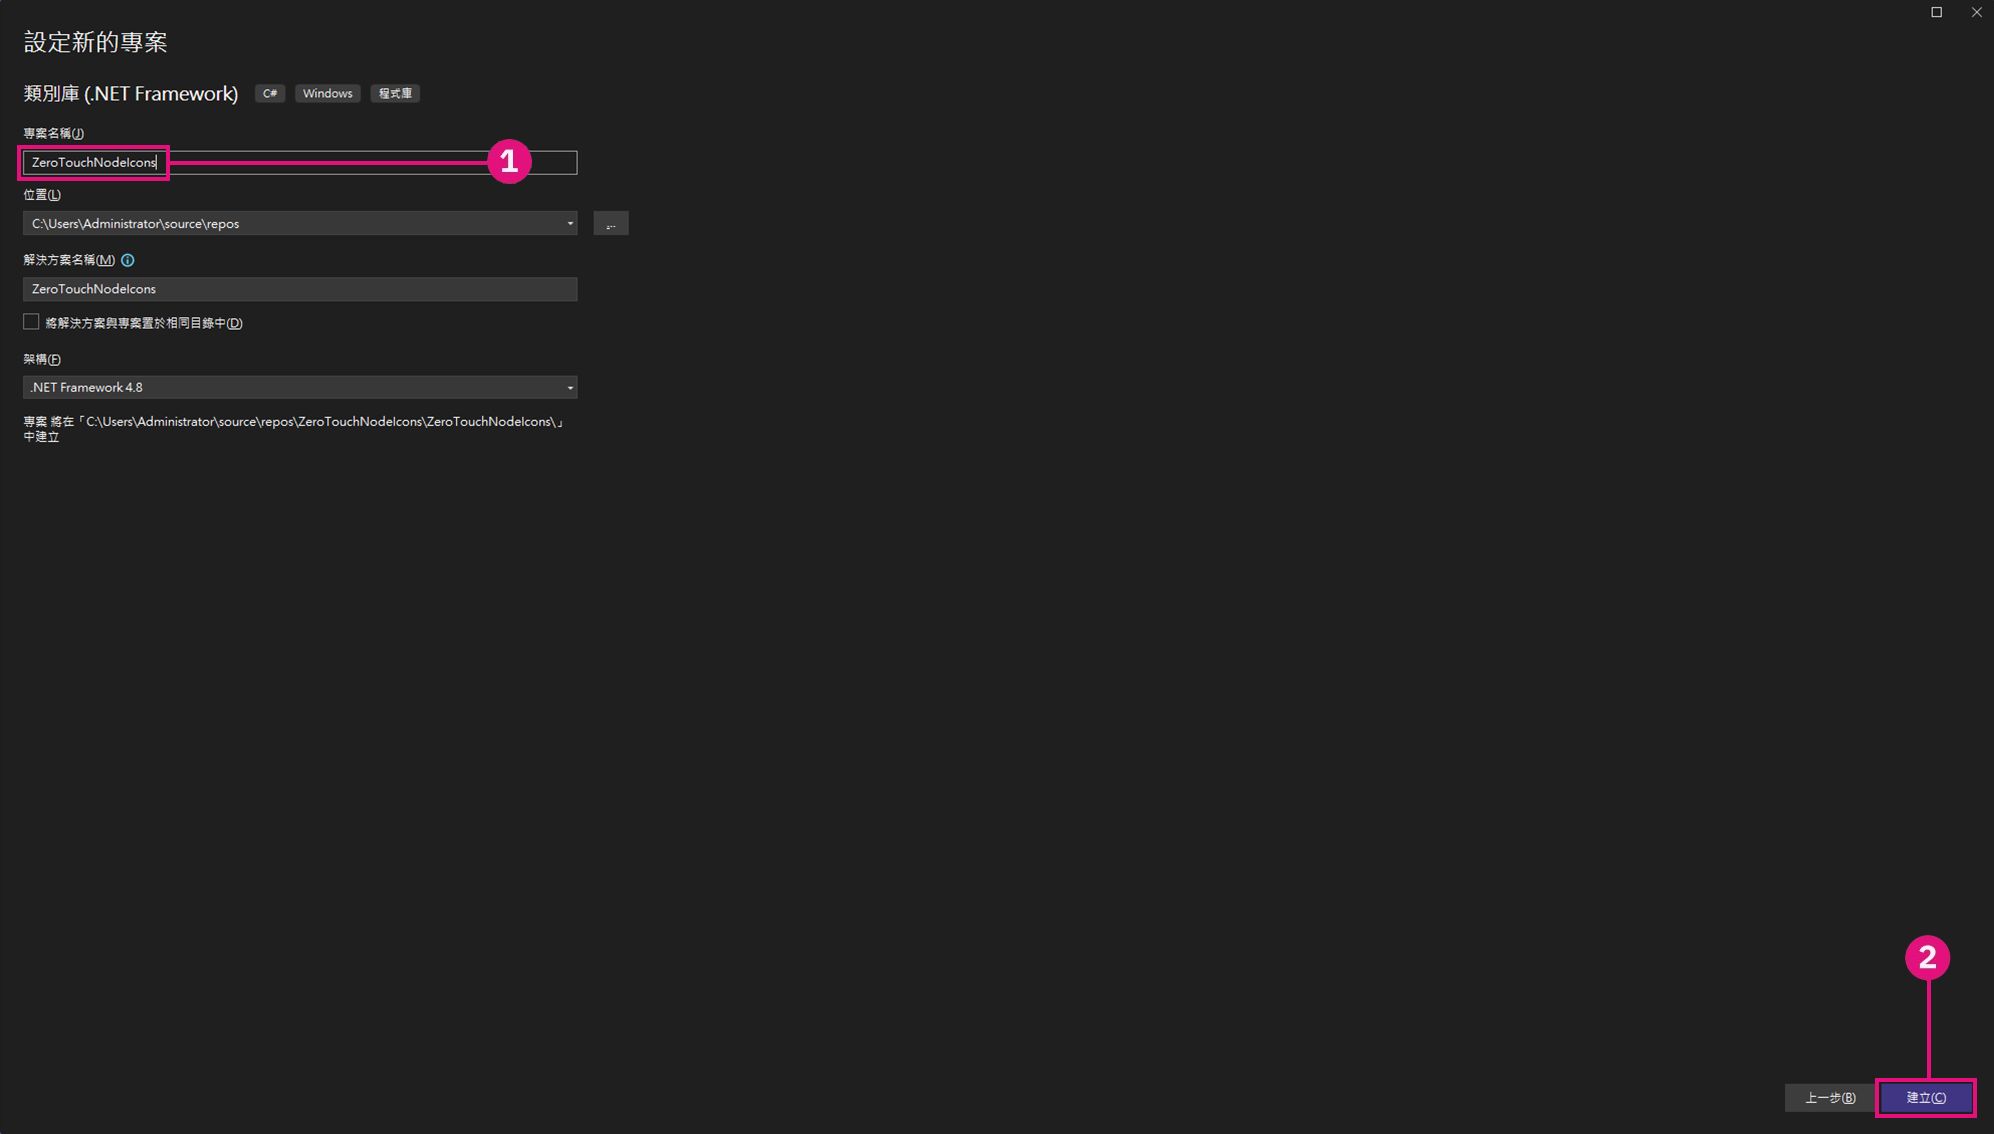 設定新的專案
類別庫 (.NET Framework) C# Windows 程式庫
專案名稱(J)
ZeroTouchNodeIcons
1
位置(L)
C:\Users\Administrator\source\repos
...
解決方案名稱(M)
ZeroTouchNodeIcons
將解決方案與專案置於相同目錄中(D)
架構(F)
.NET Framework 4.8
專案 將在「C:\Users\Administrator\source\repos\ZeroTouchNodeIcons\ZeroTouchNodeIcons\」
中建立
2
上一步(B) 建立(C)